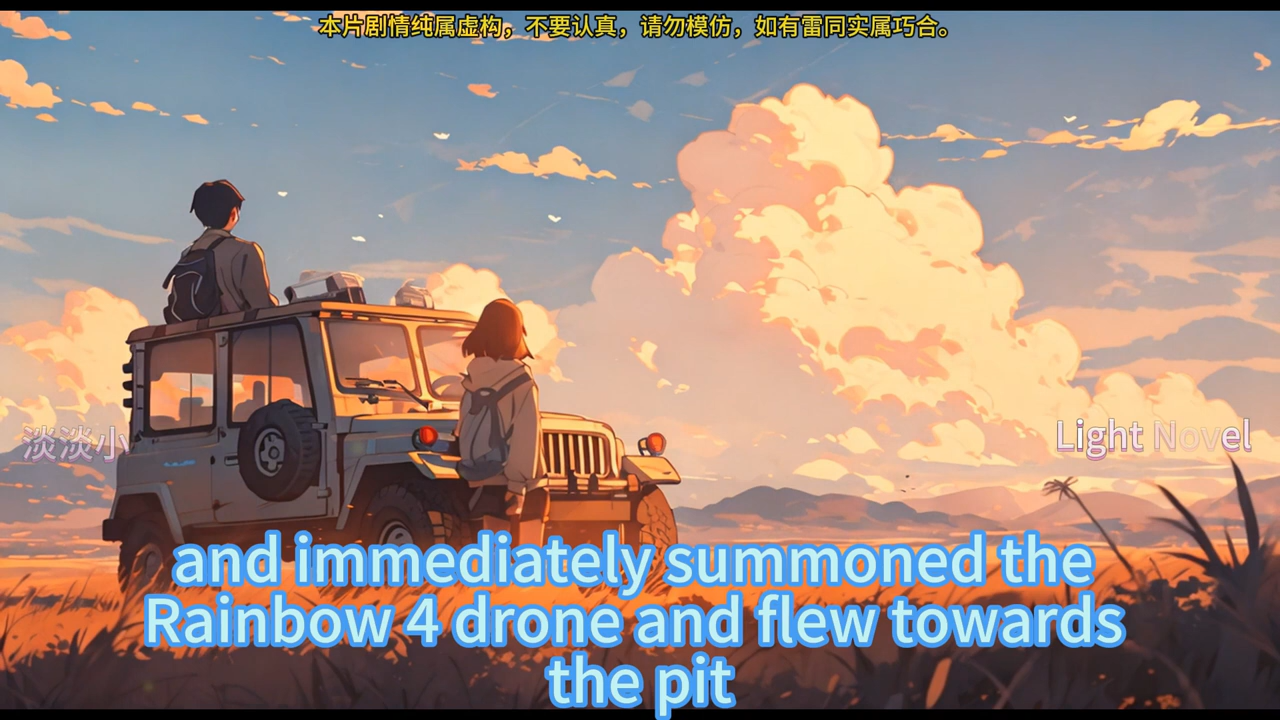 本片剧情纯属虚构，不要认真，请勿模仿，如有雷同实属巧合。
淡淡小
Light Novel
and immediately summoned the
Rainbow 4 drone and flew towards
the pit